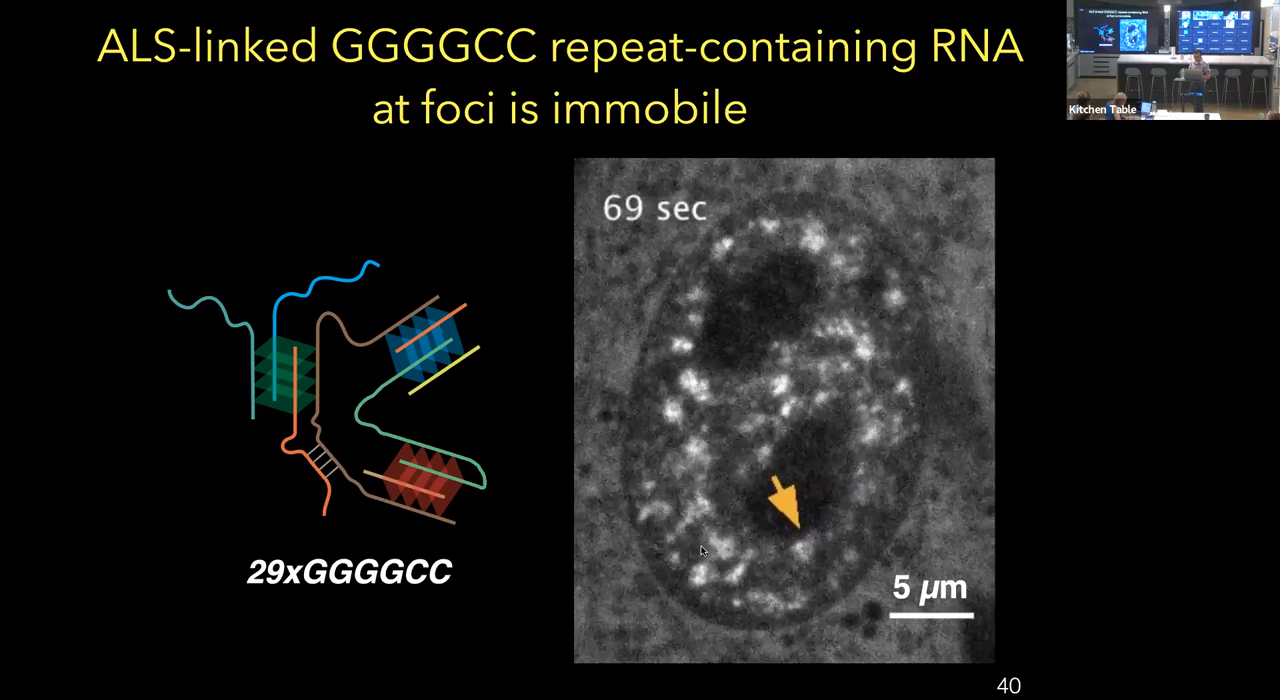 ALS-linked GGGGCC repeat-containing RNA
at foci is immobile
Kitchen Table
69 sec
29xGGGGCC
5 µm
40